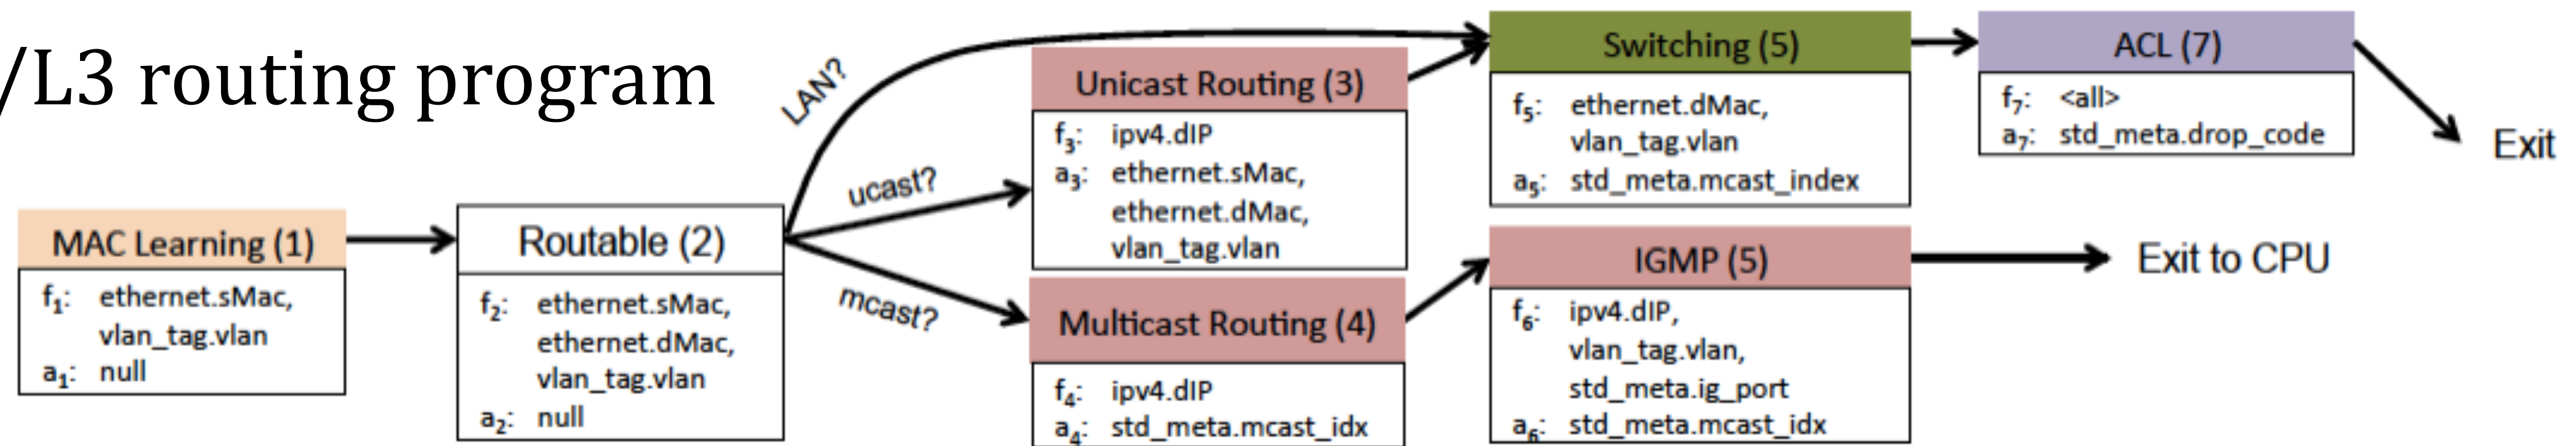 /L3 routing program
MAC Learning (1)
f1: ethernet.sMac,
vlan_tag.vlan
a1: null
Routable (2)
f2: ethernet.sMac,
ethernet.dMac,
vlan_tag.vlan
a2: null
LAN?
ucast?
mcast?
Unicast Routing (3)
f3: ipv4.dIP
a3: ethernet.sMac,
ethernet.dMac,
vlan_tag.vlan
Multicast Routing (4)
f4: ipv4.dIP
a4: std_meta.mcast_idx
Switching (5)
f5: ethernet.dMac,
vlan_tag.vlan
a5: std_meta.mcast_index
IGMP (5)
f6: ipv4.dIP,
vlan_tag.vlan,
std_meta.ig_port
a6: std_meta.mcast_idx
ACL (7)
f7: <all>
a7: std_meta.drop_code
Exit
Exit to CPU